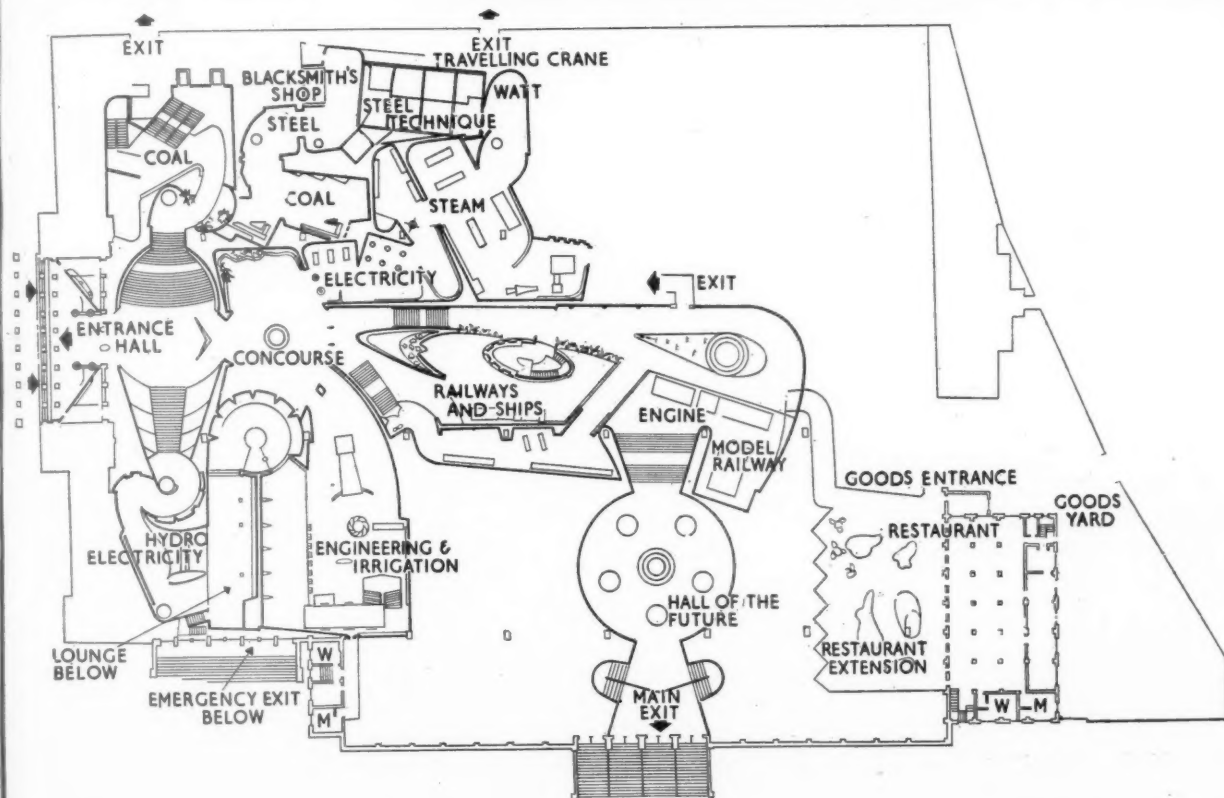 EXIT
EXIT
TRAVELLING CRANE
BLACKSMITH'S
SHOP
WATT
STEEL
TECHNIQUE
STEEL
COAL
COAL
STEAM
ELECTRICITY
EXIT
ENTRANCE
HALL
CONCOURSE
RAILWAYS
AND SHIPS
ENGINE
MODEL
RAILWAY
GOODS ENTRANCE
GOODS
YARD
RESTAURANT
HYDRO
ELECTRICITY
ENGINEERING &
IRRIGATION
HALL OF THE
FUTURE
RESTAURANT
EXTENSION
LOUNGE
BELOW
W
EMERGENCY EXIT
BELOW
M
MAIN
EXIT
W
M